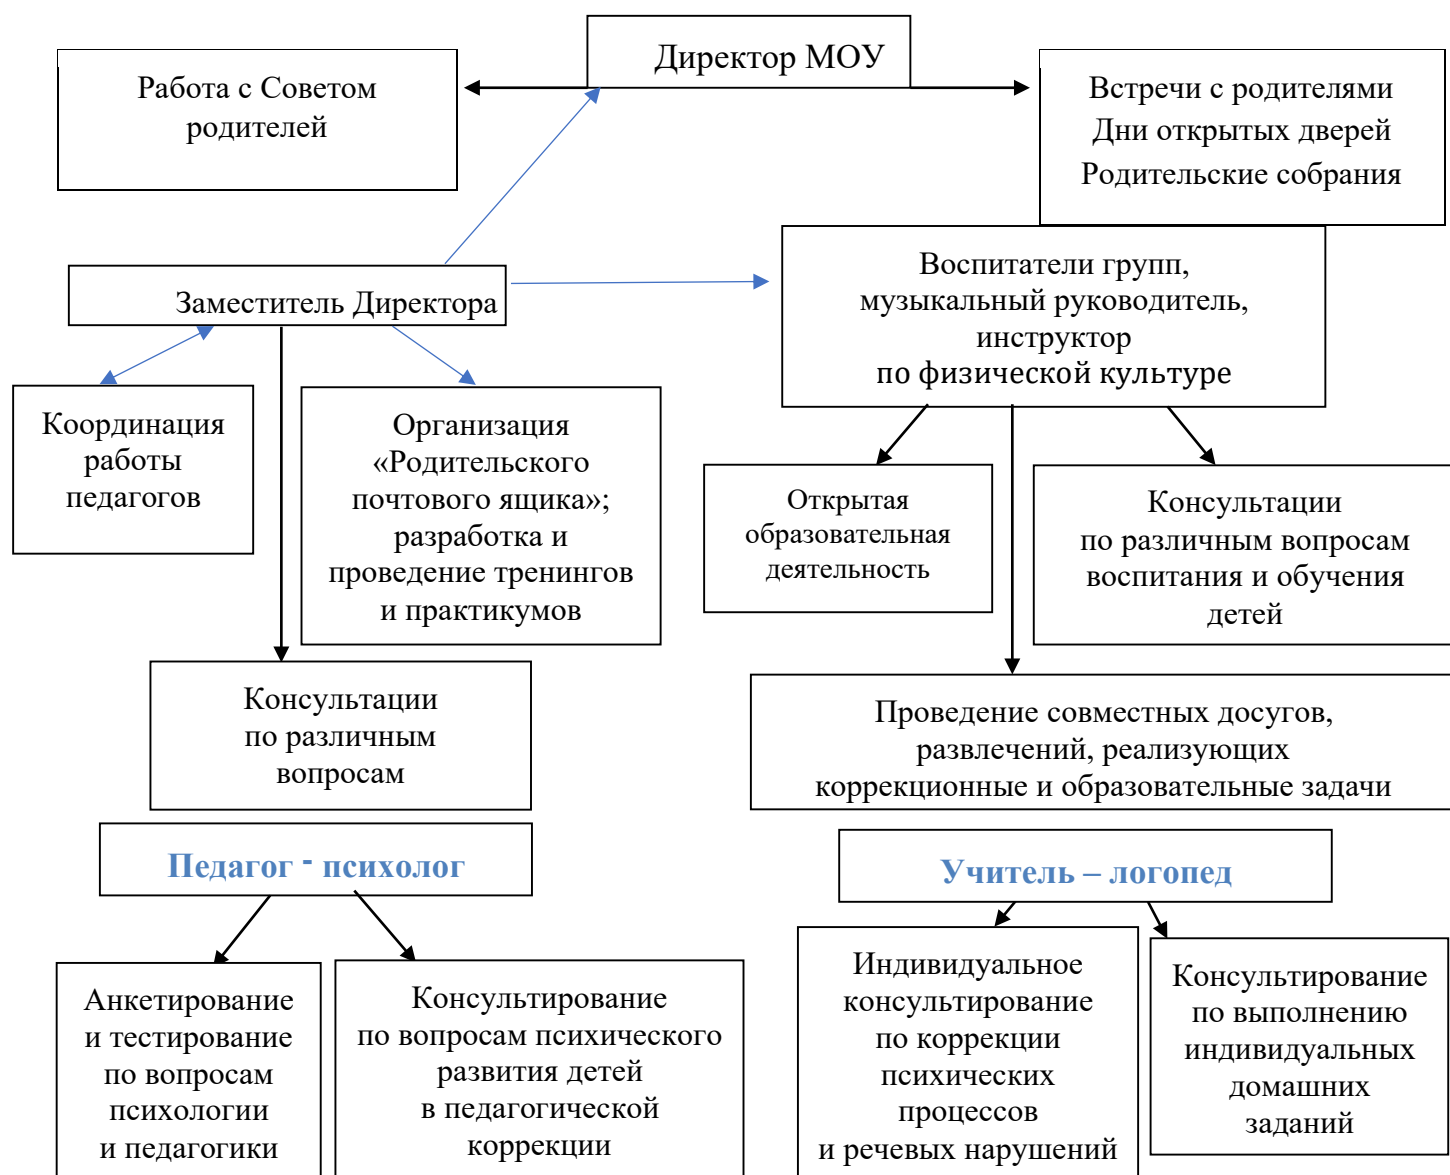 Директор МОУ
Работа с Советом
родителей
Встречи с родителями
Дни открытых дверей
Родительские собрания
Заместитель Директора
Воспитатели групп,
музыкальный руководитель,
инструктор
по физической культуре
Координация
работы
педагогов
Организация
«Родительского
почтового ящика»;
разработка и
проведение тренингов
и практикумов
Открытая
образовательная
деятельность
Консультации
по различным вопросам
воспитания и обучения
детей
Консультации
по различным
вопросам
Проведение совместных досугов,
развлечений, реализующих
коррекционные и образовательные задачи
Педагог - психолог
Учитель – логопед
Анкетирование
и тестирование
по вопросам
психологии
и педагогики
Консультирование
по вопросам психического
развития детей
в педагогической
коррекции
Индивидуальное
консультирование
по коррекции
психических
процессов
и речевых нарушений
Консультирование
по выполнению
индивидуальных
домашних
заданий